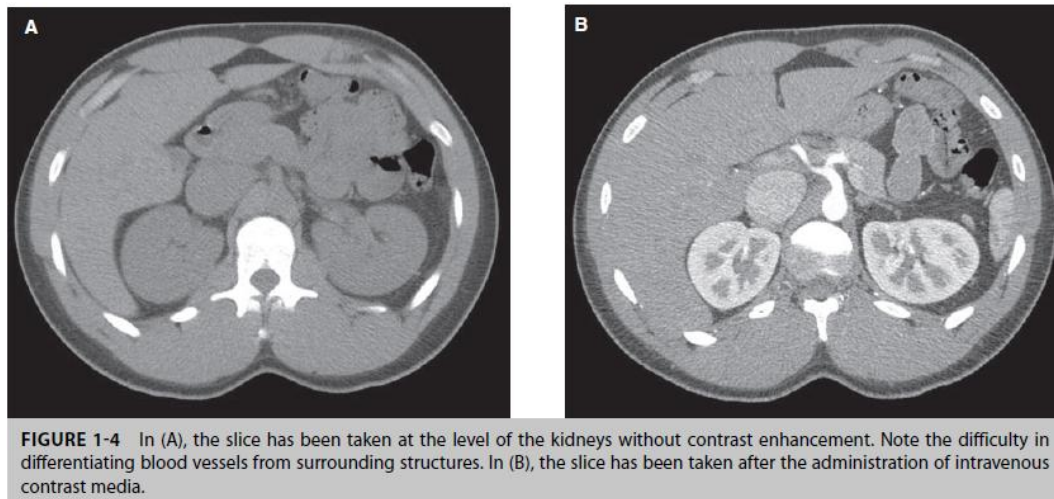 A
B
FIGURE 1-4 In (A), the slice has been taken at the level of the kidneys without contrast enhancement. Note the difficulty in
differentiating blood vessels from surrounding structures. In (B), the slice has been taken after the administration of intravenous
contrast media.